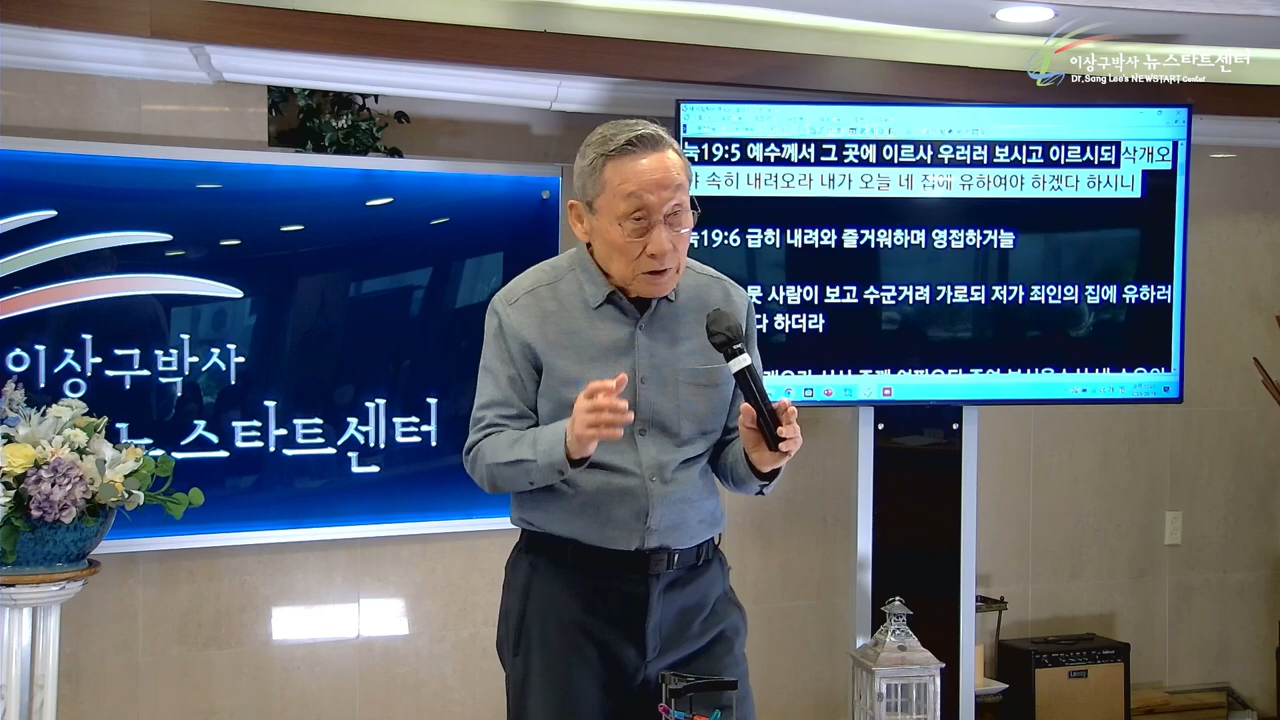 이상구박사 뉴스타트센터
Dr.Sang Lee's NEWSTART Center
눅19:5 예수께서 그 곳에 이르사 우러러 보시고 이르시되 삭개오
야 속히 내려오라 내가 오늘 네 집에 유하여야 하겠다 하시니
눅19:6 급히 내려와 즐거워하며 영접하거늘
뭇 사람이 보고 수군거려 가로되 저가 죄인의 집에 유하러
다 하더라
이상구박사
뉴스타트센터
Laney